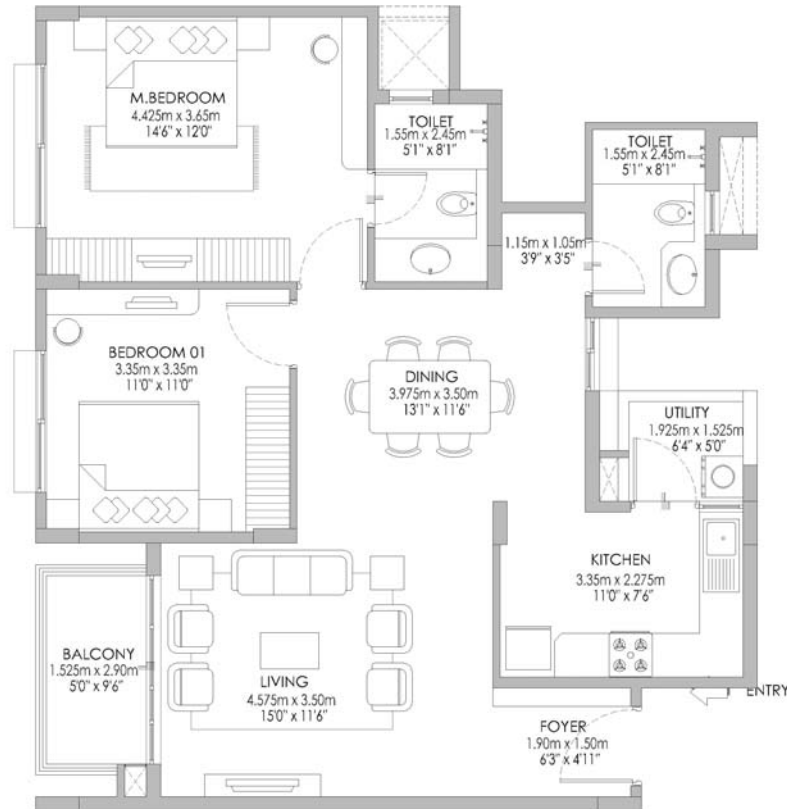 M.BEDROOM
4.425m x 3.65m
14'6" x 12'0"
TOILET
1.55m x 2.45m
5'1" x 8'1"
TOILET
1.55m x 2.45m
5'1" x 8'1"
1.15m x 1.05m
3'9" x 3'5"
BEDROOM 01
3.35m x 3.35m
11'0" x 11'0"
DINING
3.975m x 3.50m
13'1" x 11'6"
UTILITY
1.925m x 1.525m
6'4" x 5'0"
KITCHEN
3.35m x 2.275m
11'0" x 7'6"
BALCONY
1.525m x 2.90m
5'0" x 9'6"
LIVING
4.575m x 3.50m
15'0" x 11'6"
ENTRY
FOYER
1.90m x 1.50m
6'3" x 4'11"